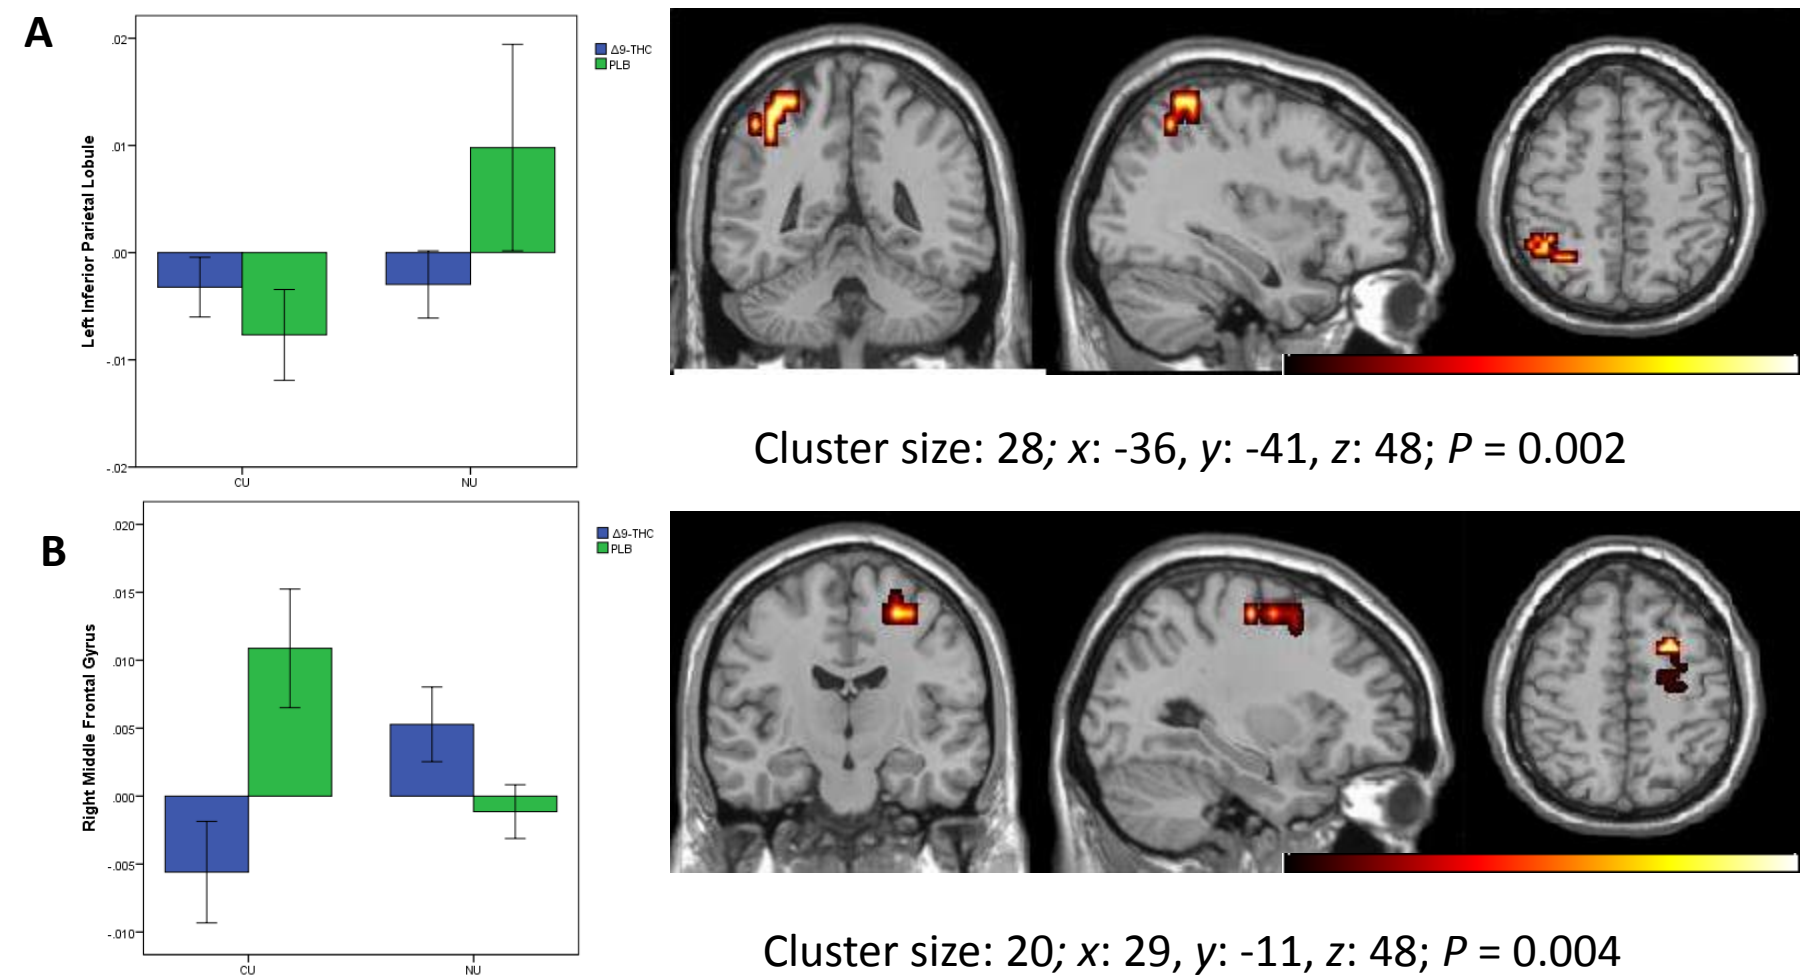 A
Δ9-THC
PLB
Left Inferior Parietal Lobule
.02
.01
.00
-.01
-.02
CU
NU
Cluster size: 28; x: -36, y: -41, z: 48; P = 0.002
B
Δ9-THC
PLB
Right Middle Frontal Gyrus
.020
.015
.010
.005
.000
-.005
-.010
CU
NU
Cluster size: 20; x: 29, y: -11, z: 48; P = 0.004